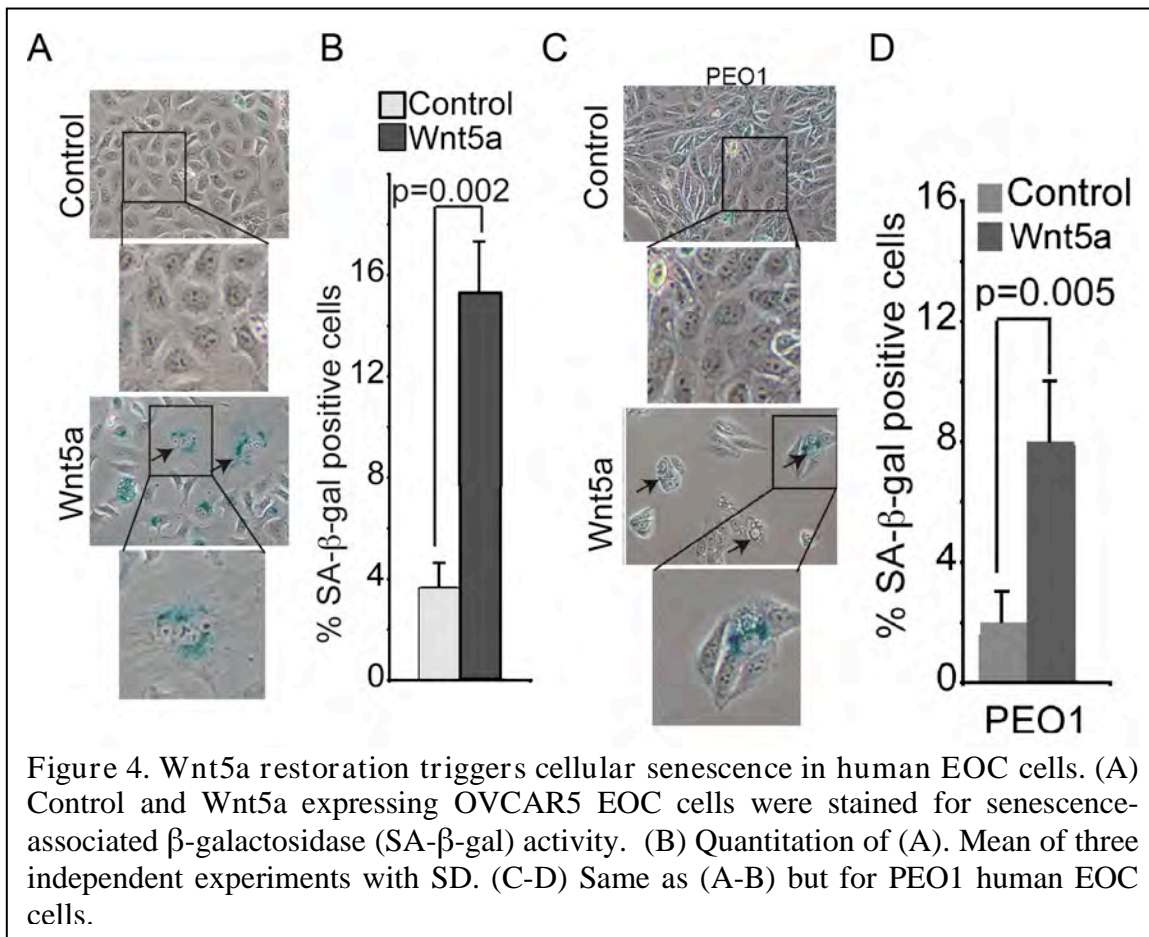 A
B
C
D
Control
Wnt5a
Control
Wnt5a
p=0.002
% SA-β-gal positive cells
16
12
8
4
0
PEO1
Control
Wnt5a
Control
Wnt5a
p=0.005
% SA-β-gal positive cells
16
12
8
4
0
PEO1
Figure 4. Wnt5a restoration triggers cellular senescence in human EOC cells. (A)
Control and Wnt5a expressing OVCAR5 EOC cells were stained for senescence-
associated β-galactosidase (SA-β-gal) activity. (B) Quantitation of (A). Mean of three
independent experiments with SD. (C-D) Same as (A-B) but for PEO1 human EOC
cells.